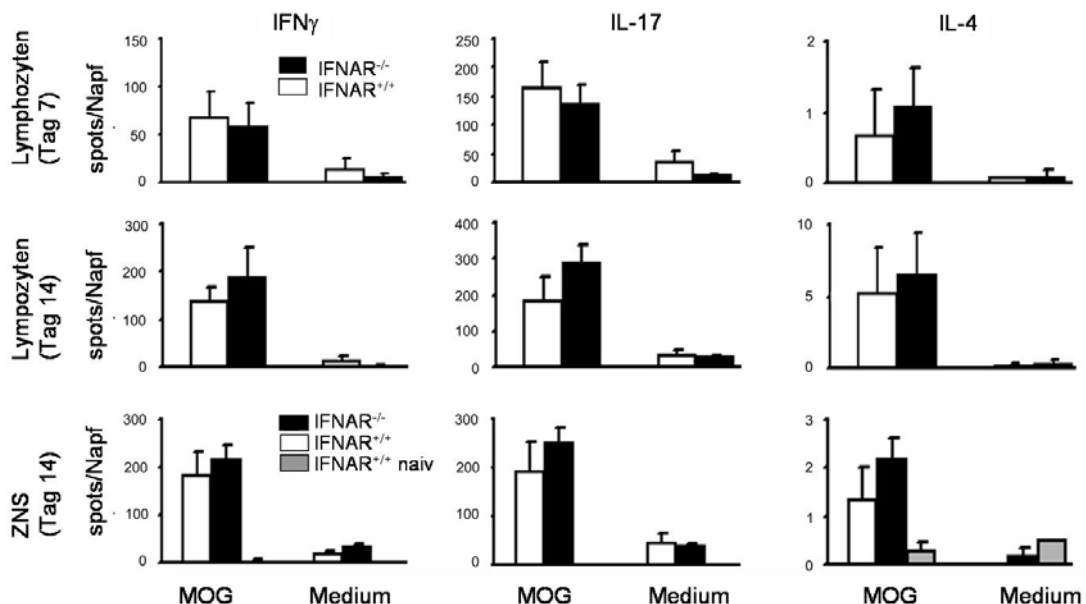 IFNγ
IL-17
IL-4
Lymphozyten
(Tag 7)
spots/Napf
150
100
50
0
IFNAR-/-
IFNAR+/+
250
200
150
100
50
0
2
1
0
Lympozyten
(Tag 14)
spots/Napf
300
200
100
0
400
300
200
100
0
10
5
0
ZNS
(Tag 14)
spots/Napf
300
200
100
0
IFNAR-/-
IFNAR+/+
IFNAR+/+ naiv
300
200
300
0
3
2
1
0
MOG
Medium
MOG
Medium
MOG
Medium